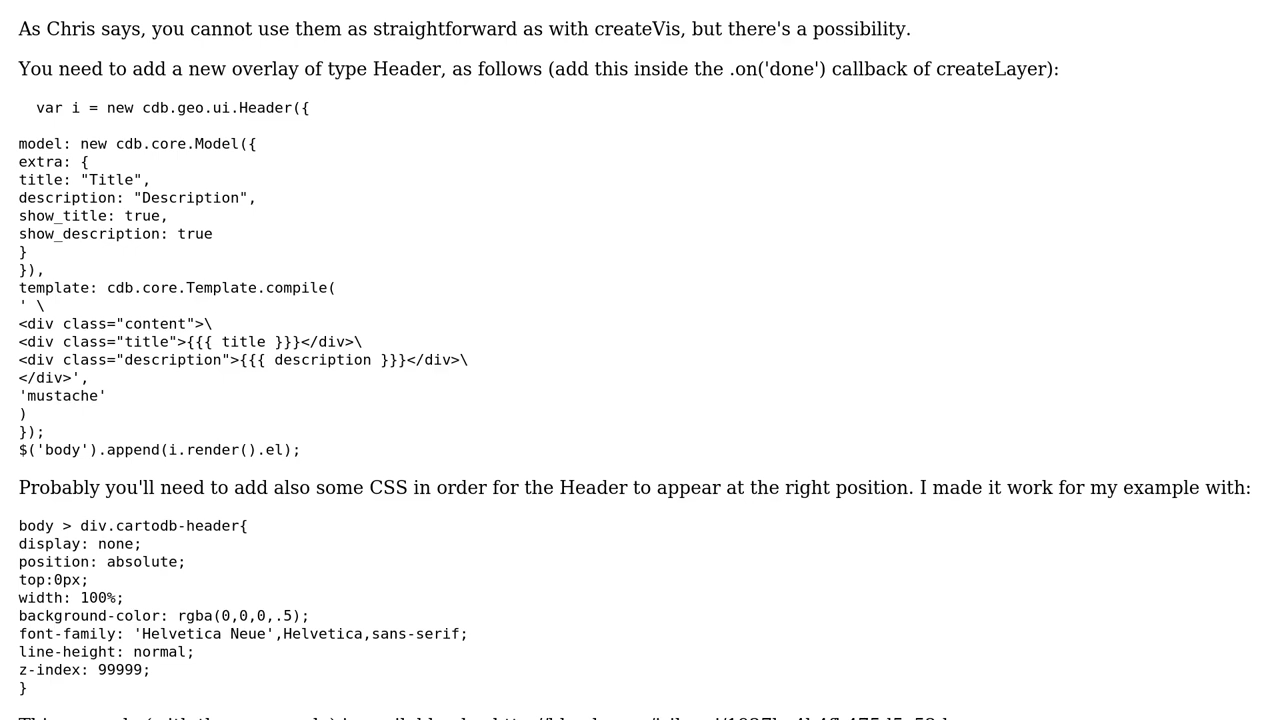 As Chris says, you cannot use them as straightforward as with createVis, but there's a possibility.
You need to add a new overlay of type Header, as follows (add this inside the .on('done') callback of createLayer):
var i = new cdb.geo.ui.Header({
model: new cdb.core.Model({
extra: {
title: "Title",
description: "Description",
show_title: true,
show_description: true
}
}),
template: cdb.core.Template.compile(
' \
<div class="content">\
<div class="title">{{{ title }}}</div>\
<div class="description">{{{ description }}}</div>\
</div>',
'mustache'
)
});
$('body').append(i.render().el);
Probably you'll need to add also some CSS in order for the Header to appear at the right position. I made it work for my example with:
body > div.cartodb-header{
display: none;
position: absolute;
top:0px;
width: 100%;
background-color: rgba(0,0,0,.5);
font-family: 'Helvetica Neue',Helvetica,sans-serif;
line-height: normal;
z-index: 99999;
}